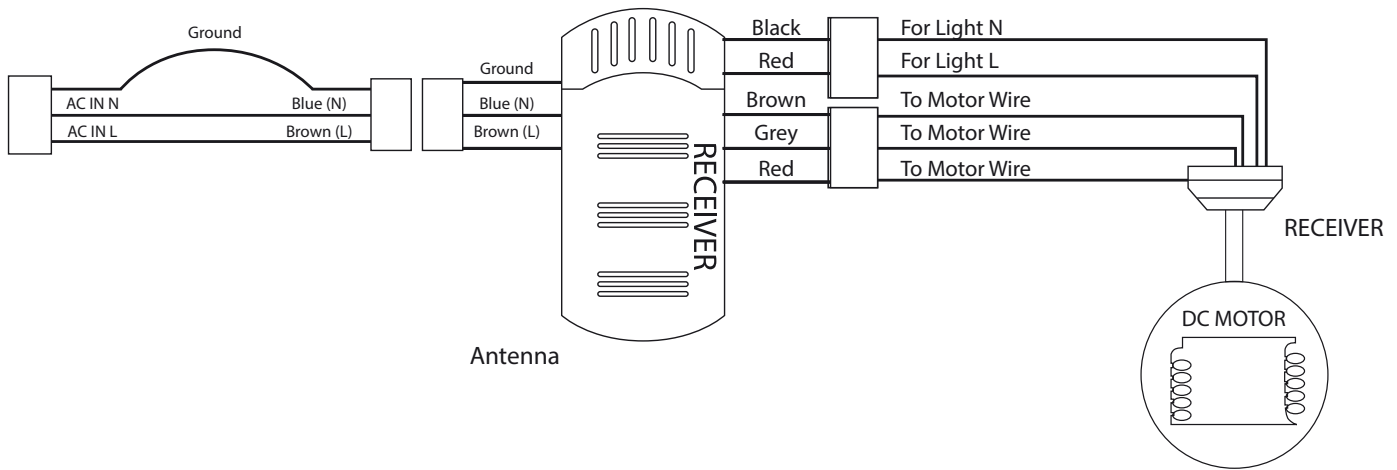 Ground
AC IN N
Blue (N)
AC IN L
Brown (L)
Ground
Blue (N)
Brown (L)
RECEIVER
Antenna
Black
Red
Brown
Grey
Red
For Light N
For Light L
To Motor Wire
To Motor Wire
To Motor Wire
RECEIVER
DC MOTOR